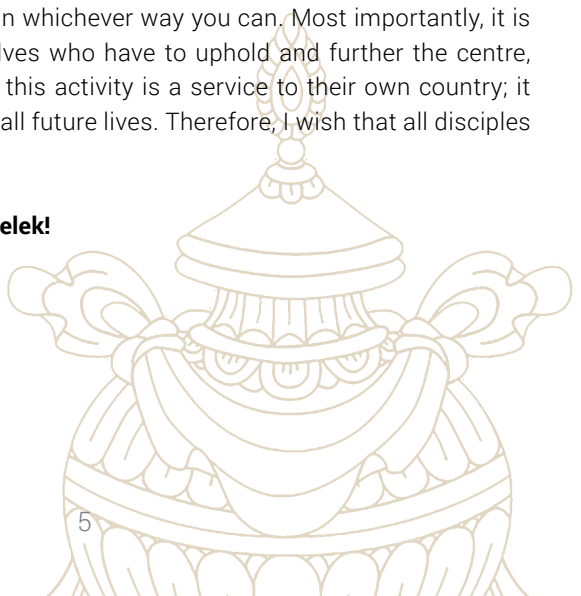 n whichever way you can. Most importantly, it is
lves who have to uphold and further the centre,
this activity is a service to their own country; it
all future lives. Therefore, I wish that all disciples
elek!
5